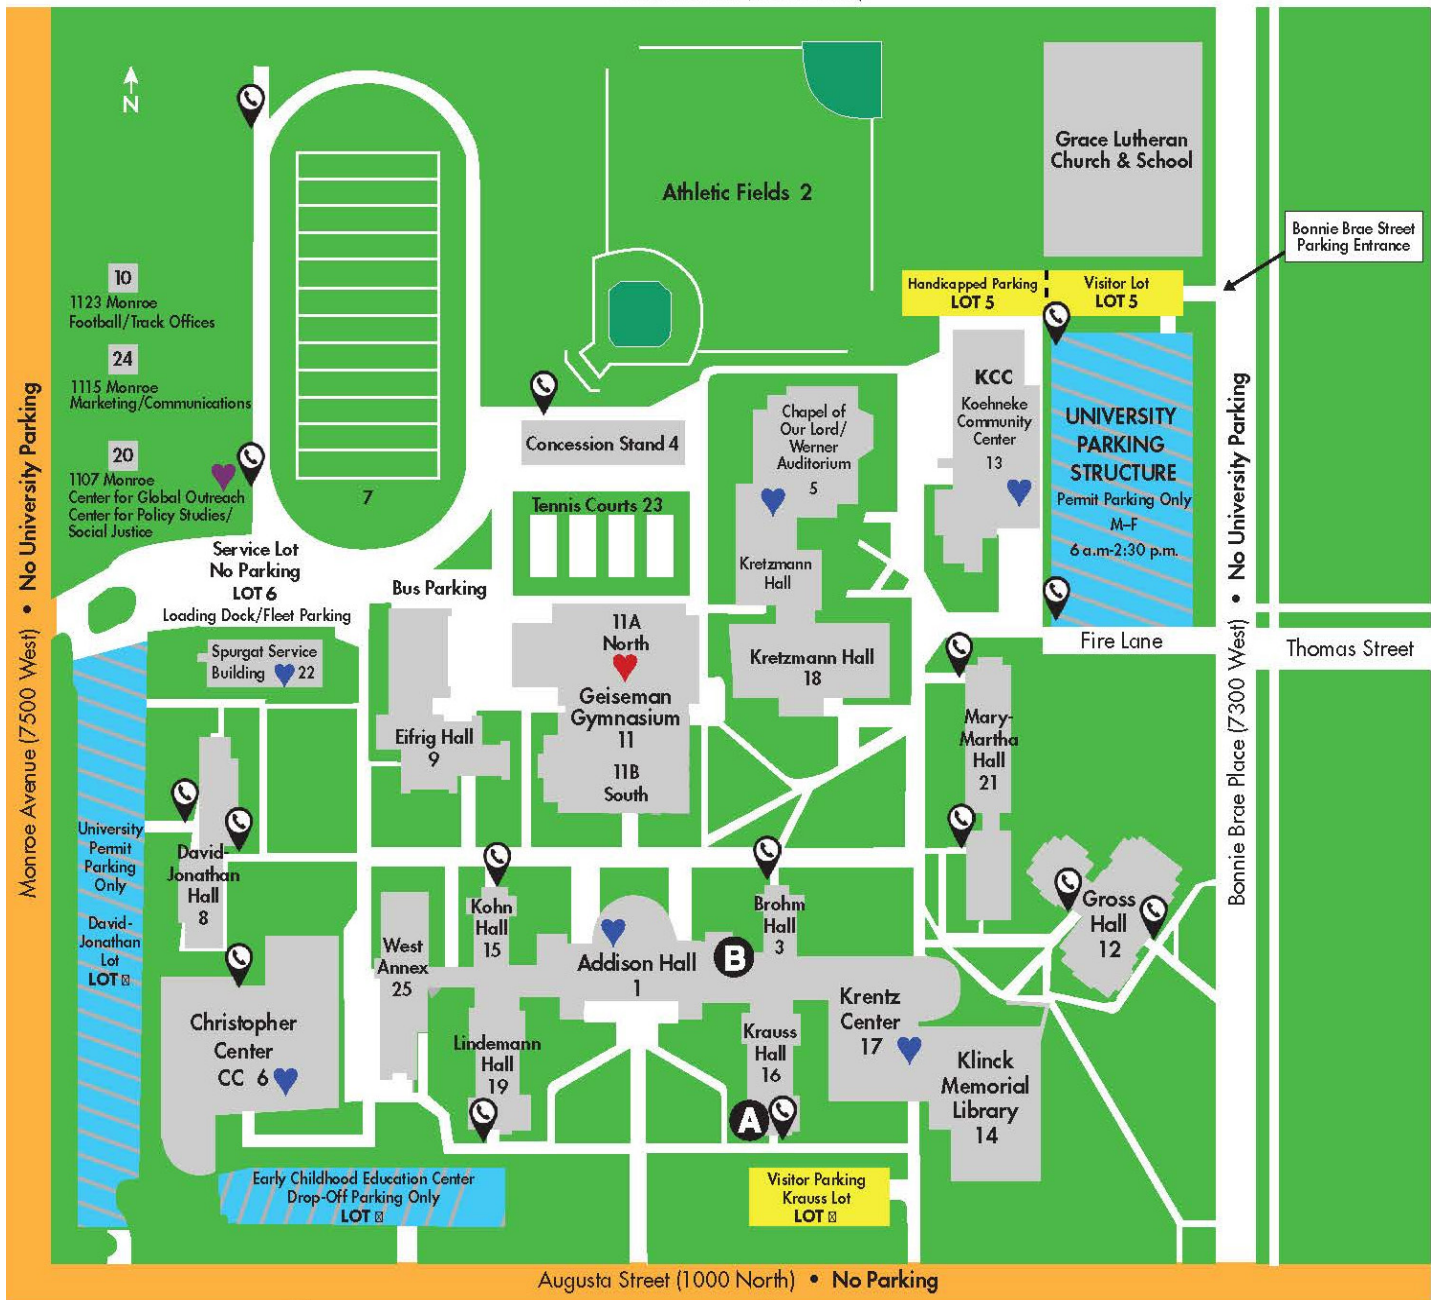 N
Grace Lutheran
Church & School
Athletic Fields 2
Bonnie Brae Street
Parking Entrance
Handicapped Parking
LOT 5
Visitor Lot
LOT 5
10
1123 Monroe
Football/Track Offices
24
1115 Monroe
Marketing/Communications
20
1107 Monroe
Center for Global Outreach
Center for Policy Studies/
Social Justice
7
Concession Stand 4
Tennis Courts 23
Chapel of
Our Lord/
Werner
Auditorium
5
Kretzmann
Hall
KCC
Koehneke
Community
Center
13
UNIVERSITY
PARKING
STRUCTURE
Permit Parking Only
M–F
6 a.m-2:30 p.m.
Service Lot
No Parking
LOT 6
Loading Dock/Fleet Parking
Bus Parking
Spurgat Service
Building 22
11A
North
Geiseman
Gymnasium
11
11B
South
Kretzmann Hall
18
Fire Lane
Thomas Street
Eifrig Hall
9
Mary-
Martha
Hall
21
University
Permit
Parking
Only
David-
Jonathan
Lot
LOT
David-
Jonathan
Hall
8
Kohn
Hall
15
West
Annex
25
Addison Hall
1
B
Brohm
Hall
3
Gross
Hall
12
Christopher
Center
CC 6
Lindemann
Hall
19
Krauss
Hall
16
A
Krentz
Center
17
Klinck
Memorial
Library
14
Early Childhood Education Center
Drop-Off Parking Only
LOT
Visitor Parking
Krauss Lot
LOT
Monroe Avenue (7500 West) • No University Parking
Bonnie Brae Place (7300 West) • No University Parking
Augusta Street (1000 North) • No Parking